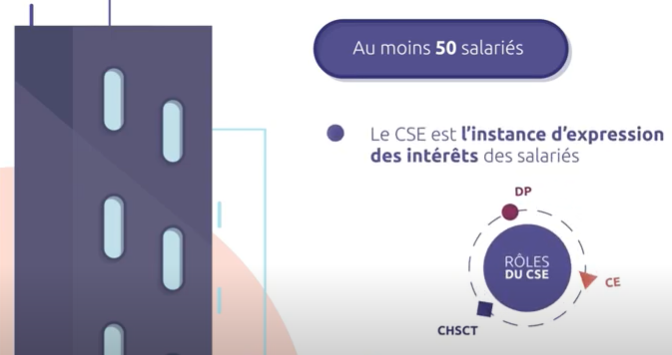 Au moins 50 salariés
Le CSE est l'instance d'expression
des intérêts des salariés
DP
RÔLES
DU CSE
CE
CHSCT